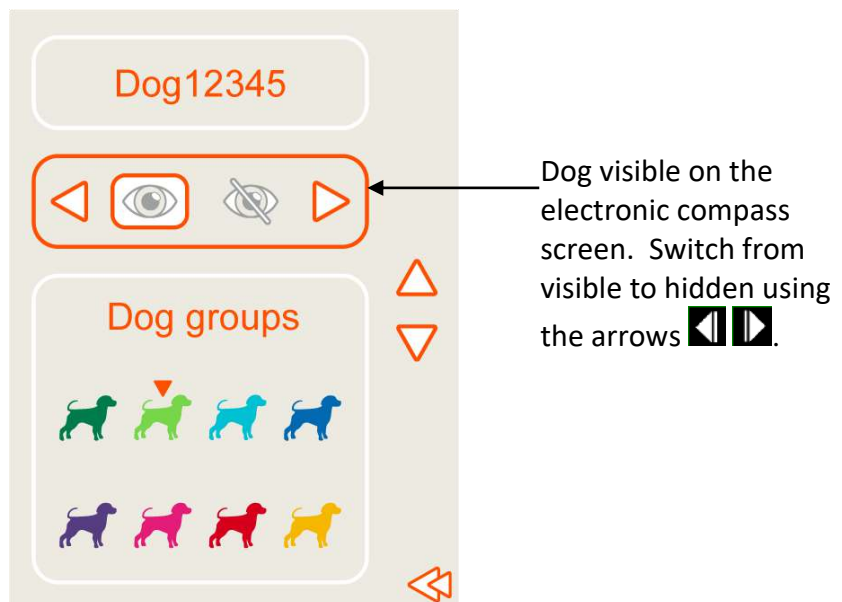 Dog12345
Dog groups
Dog visible on the
electronic compass
screen.  Switch from
visible to hidden using
the arrows .